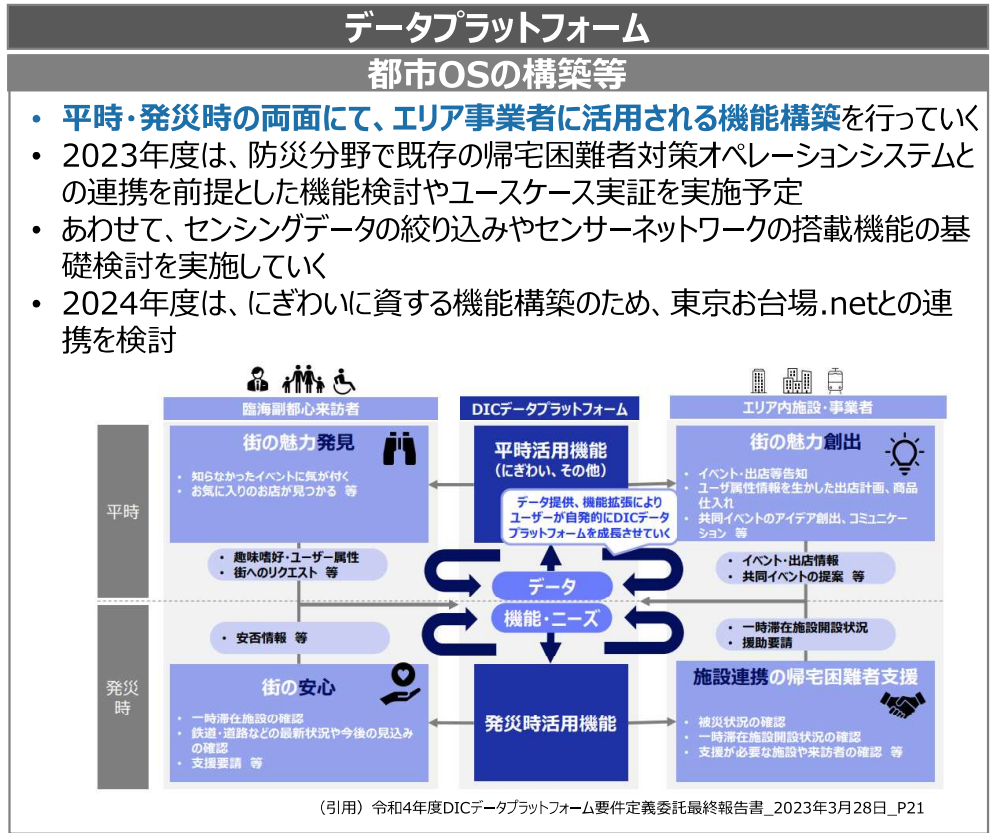 データプラットフォーム
都市OSの構築等
• 平時・発災時の両面にて、エリア事業者に活用される機能構築を行っていく
• 2023年度は、防災分野で既存の帰宅困難者対策オペレーションシステムと
の連携を前提とした機能検討やユースケース実証を実施予定
• あわせて、センシングデータの絞り込みやセンサーネットワークの搭載機能の基
礎検討を実施していく
• 2024年度は、にぎわいに資する機能構築のため、東京お台場.netとの連
携を検討
臨海副都心来訪者
DICデータプラットフォーム
エリア内施設・事業者
平時
街の魅力発見
• 知らなかったイベントに気が付く
• お気に入りのお店が見つかる 等
平時活用機能
(にぎわい、その他)
街の魅力創出
• イベント・出店等告知
• ユーザ属性情報を生かした出店計画、商品
仕入れ
• 共同イベントのアイデア創出、コミュニケー
ション 等
データ提供、機能拡張により
ユーザーが自発的にDICデータ
プラットフォームを成長させていく
• 趣味嗜好・ユーザー属性
• 街へのリクエスト 等
• イベント・出店情報
• 共同イベントの提案 等
データ
機能・ニーズ
発災
時
• 安否情報 等
• 一時滞在施設開設状況
• 援助要請
街の安心
• 一時滞在施設の確認
• 鉄道・道路などの最新状況や今後の見込み
の確認
• 支援要請 等
発災時活用機能
施設連携の帰宅困難者支援
• 被災状況の確認
• 一時滞在施設開設状況の確認
• 支援が必要な施設や来訪者の確認 等
(引用) 令和4年度DICデータプラットフォーム要件定義委託最終報告書_2023年3月28日_P21